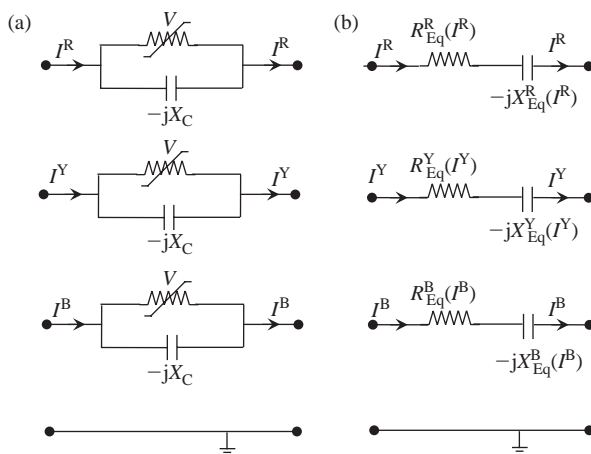 (a) V (b) R^R_Eq(I^R)
I^R I^R I^R I^R
−jX_C −jX^R_Eq(I^R)
V R^Y_Eq(I^Y)
I^Y I^Y I^Y I^Y
−jX_C −jX^Y_Eq(I^Y)
V R^B_Eq(I^B)
I^B I^B I^B I^B
−jX_C −jX^B_Eq(I^B)